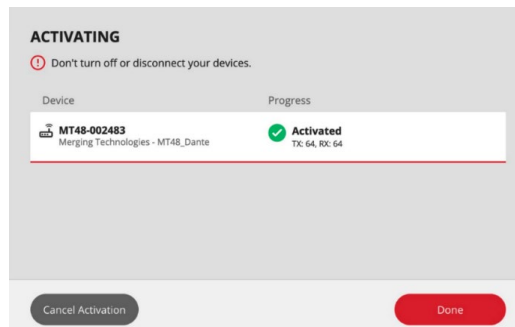 ACTIVATING
Don't turn off or disconnect your devices.
Device Progress
MT48-002483 Activated
Merging Technologies - MT48_Dante TX: 64, RX: 64
Cancel Activation Done